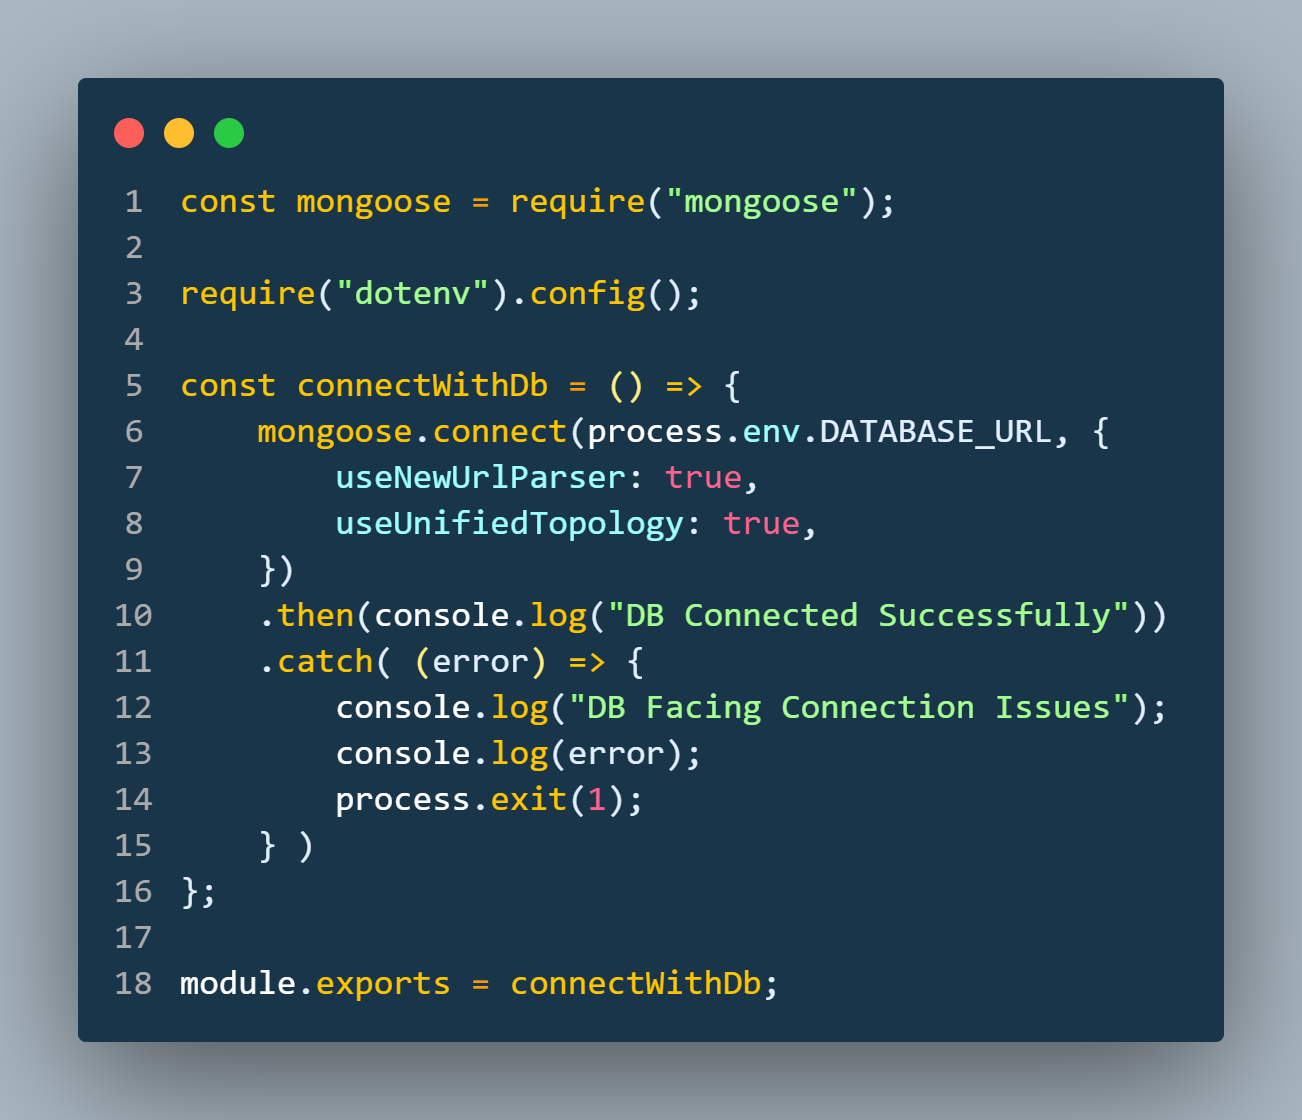 1 const mongoose = require("mongoose");
2
3 require("dotenv").config();
4
5 const connectWithDb = () => {
6     mongoose.connect(process.env.DATABASE_URL, {
7         useNewUrlParser: true,
8         useUnifiedTopology: true,
9     })
10     .then(console.log("DB Connected Successfully"))
11     .catch( (error) => {
12         console.log("DB Facing Connection Issues");
13         console.log(error);
14         process.exit(1);
15     } )
16 };
17
18 module.exports = connectWithDb;